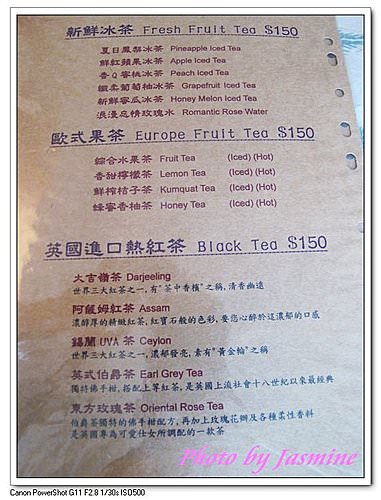 新鮮冰茶 Fresh Fruit Tea $150
夏日鳳梨冰茶 Pineapple Iced Tea
鮮紅蘋果冰茶 Apple Iced Tea
香Q蜜桃冰茶 Peach Iced Tea
纖柔葡萄柚冰茶 Grapefruit Iced Tea
新鮮蜜瓜冰茶 Honey Melon Iced Tea
浪漫忘情玫瑰水 Romantic Rose Water
歐式果茶 Europe Fruit Tea $150
綜合水果茶 Fruit Tea (Iced) (Hot)
香甜檸檬茶 Lemon Tea (Iced) (Hot)
鮮榨桔子茶 Kumquat Tea (Iced) (Hot)
蜂蜜香柚茶 Honey Tea (Iced) (Hot)
英國進口熱紅茶 Black Tea $150
大吉嶺茶 Darjeeling
世界三大紅茶之一,有"茶中香檳"之稱,清香幽遠
阿薩姆紅茶 Assam
濃醇厚的精緻紅茶,紅寶石般的色彩,要您心醉於這濃郁的口感
錫蘭 UVA 茶 Ceylon
世界三大紅茶之一,濃郁發亮,素有"黃金輪"之稱
英式伯爵茶 Earl Grey Tea
獨特佛手柑,搭配上等紅茶,是英國上流社會十八世紀以來最經典
東方玫瑰茶 Oriental Rose Tea
伯爵茶獨特的佛手柑配方,再加上玫瑰花瓣及各種柔性香料
是英國專為可愛仕女所調配的一款茶
Photo by Jasmine
Canon PowerShot G11 F2.8 1/30s ISO500